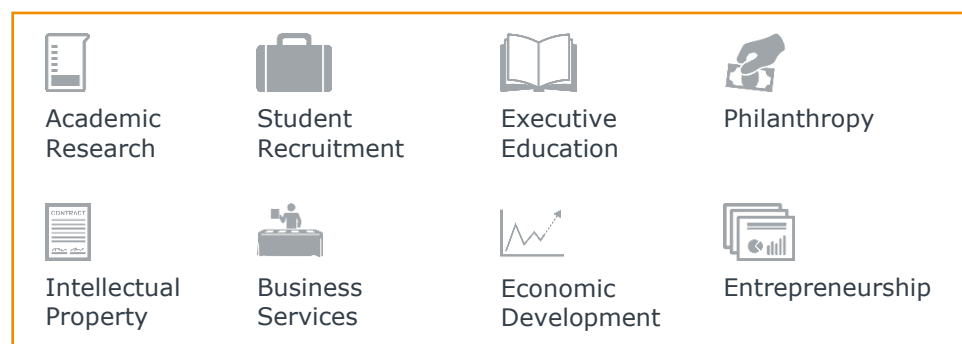 Academic
Research
Student
Recruitment
Executive
Education
Philanthropy
CONTRACT
Intellectual
Property
Business
Services
Economic
Development
Entrepreneurship